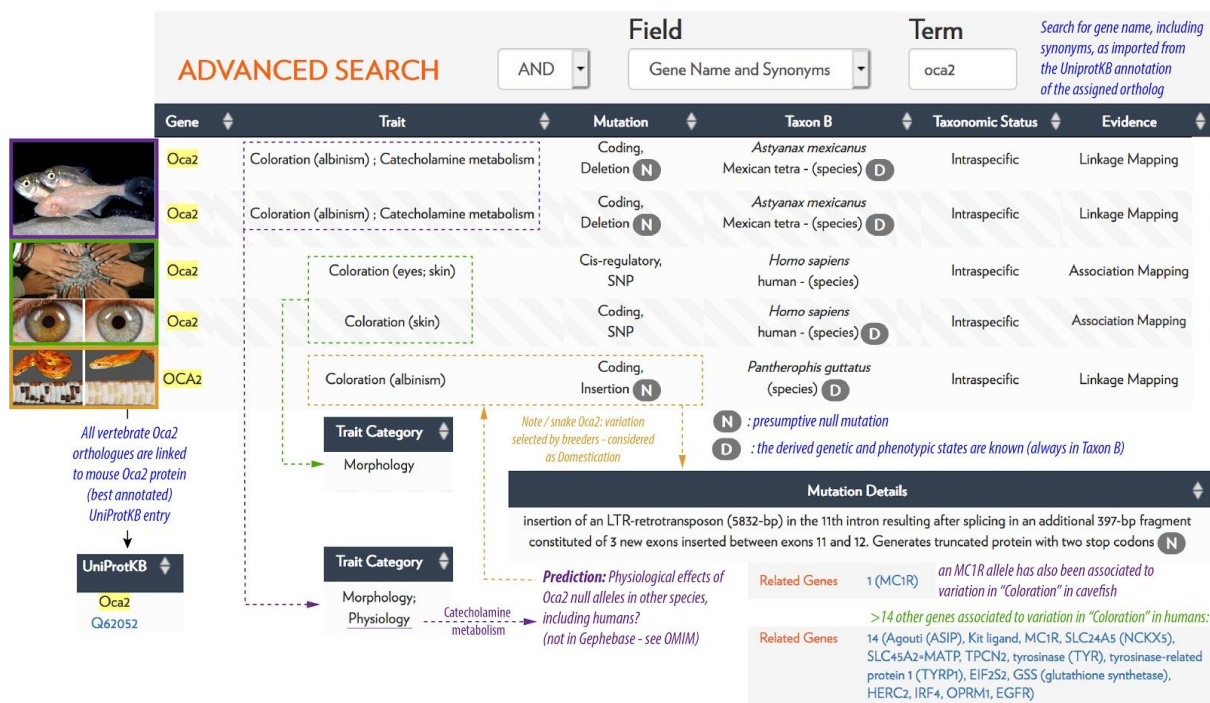 Field
Term
ADVANCED SEARCH
AND
Gene Name and Synonyms
oca2
Search for gene name, including
synonyms, as imported from
the UniprotKB annotation
of the assigned ortholog
Gene Trait Mutation Taxon B Taxonomic Status Evidence
Oca2
Coloration (albinism) ; Catecholamine metabolism
Coding,
Deletion N
Astyanax mexicanus
Mexican tetra - (species) D
Intraspecific
Linkage Mapping
Oca2
Coloration (albinism) ; Catecholamine metabolism
Coding,
Deletion N
Astyanax mexicanus
Mexican tetra - (species) D
Intraspecific
Linkage Mapping
Oca2
Coloration (eyes; skin)
Cis-regulatory,
SNP
Homo sapiens
human - (species)
Intraspecific
Association Mapping
Oca2
Coloration (skin)
Coding,
SNP
Homo sapiens
human - (species) D
Intraspecific
Association Mapping
OCA2
Coloration (albinism)
Coding,
Insertion N
Pantherophis guttatus
(species) D
Intraspecific
Linkage Mapping
All vertebrate Oca2
orthologues are linked
to mouse Oca2 protein
(best annotated)
UniProtKB entry
UniProtKB
Oca2
Q62052
Trait Category
Morphology
Note / snake Oca2: variation
selected by breeders - considered
as Domestication
N : presumptive null mutation
D : the derived genetic and phenotypic states are known (always in Taxon B)
Mutation Details
insertion of an LTR-retrotransposon (5832-bp) in the 11th intron resulting after splicing in an additional 397-bp fragment
constituted of 3 new exons inserted between exons 11 and 12. Generates truncated protein with two stop codons N
Trait Category
Morphology;
Physiology
Catecholamine
metabolism
Prediction: Physiological effects of
Oca2 null alleles in other species,
including humans?
(not in Gephebase - see OMIM)
Related Genes
1 (MC1R)
an MC1R allele has also been associated to
variation in "Coloration" in cavefish
>14 other genes associated to variation in "Coloration" in humans:
Related Genes
14 (Agouti (ASIP), Kit ligand, MC1R, SLC24A5 (NCKX5),
SLC45A2=MATP, TPCN2, tyrosinase (TYR), tyrosinase-related
protein 1 (TYRP1), EIF2S2, GSS (glutathione synthetase),
HERC2, IRF4, OPRM1, EGFR)